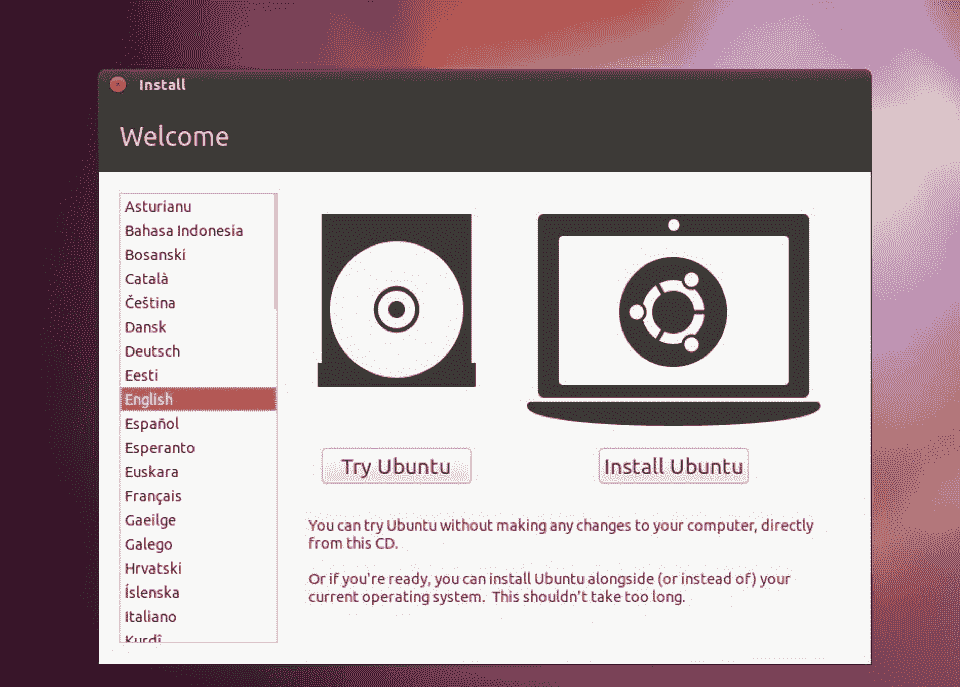 Install
Welcome
Asturianu
Bahasa Indonesia
Bosanski
Català
Čeština
Dansk
Deutsch
Eesti
English
Español
Esperanto
Euskara
Français
Gaeilge
Galego
Hrvatski
Íslenska
Italiano
Kurdî
Try Ubuntu
Install Ubuntu
You can try Ubuntu without making any changes to your computer, directly
from this CD.
Or if you're ready, you can install Ubuntu alongside (or instead of) your
current operating system.  This shouldn't take too long.